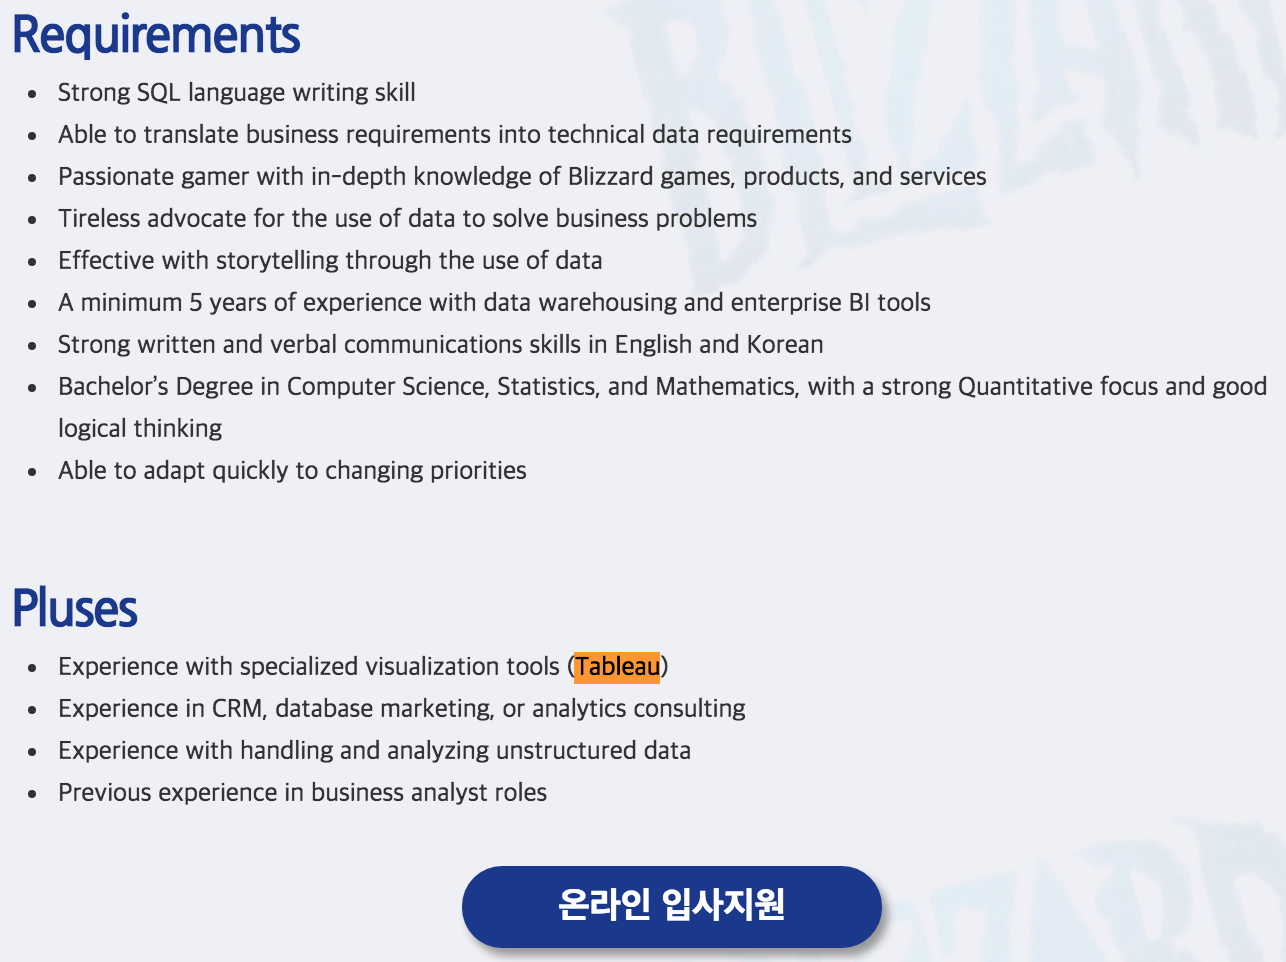 Requirements
Strong SQL language writing skill
Able to translate business requirements into technical data requirements
Passionate gamer with in-depth knowledge of Blizzard games, products, and services
Tireless advocate for the use of data to solve business problems
Effective with storytelling through the use of data
A minimum 5 years of experience with data warehousing and enterprise BI tools
Strong written and verbal communications skills in English and Korean
Bachelor’s Degree in Computer Science, Statistics, and Mathematics, with a strong Quantitative focus and good
logical thinking
Able to adapt quickly to changing priorities
Pluses
Experience with specialized visualization tools (Tableau)
Experience in CRM, database marketing, or analytics consulting
Experience with handling and analyzing unstructured data
Previous experience in business analyst roles
온라인 입사지원